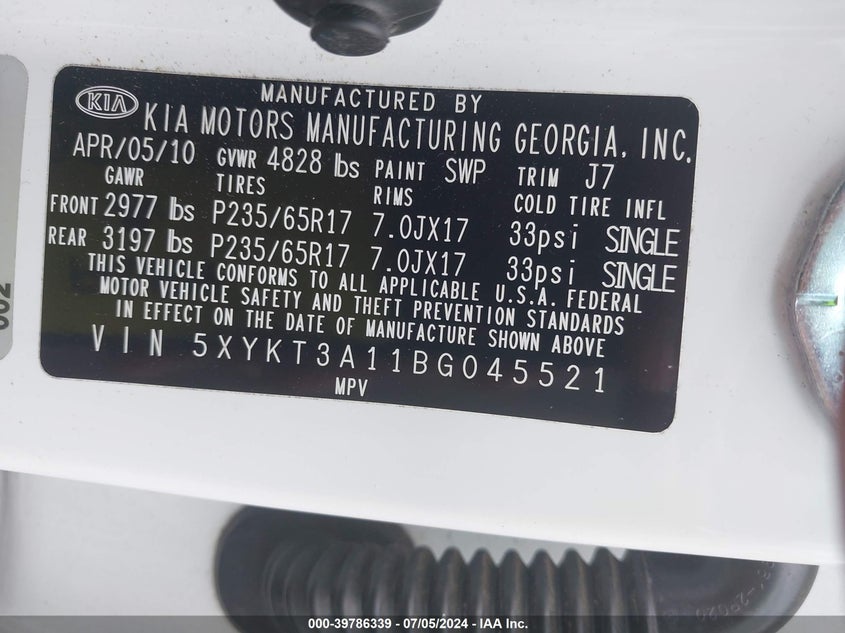 MANUFACTURED BY
KIA KIA MOTORS MANUFACTURING GEORGIA, INC.
APR/05/10 GVWR 4828 lbs PAINT SWP TRIM J7
GAWR TIRES RIMS COLD TIRE INFL
FRONT 2977 lbs P235/65R17 7.0JX17 33psi SINGLE
REAR 3197 lbs P235/65R17 7.0JX17 33psi SINGLE
THIS VEHICLE CONFORMS TO ALL APPLICABLE U.S.A. FEDERAL
MOTOR VEHICLE SAFETY AND THEFT PREVENTION STANDARDS
IN EFFECT ON THE DATE OF MANUFACTURE SHOWN ABOVE
VIN 5XYKT3A11BG045521
MPV
000-39786339 / 07/05/2024 - IAA Inc.